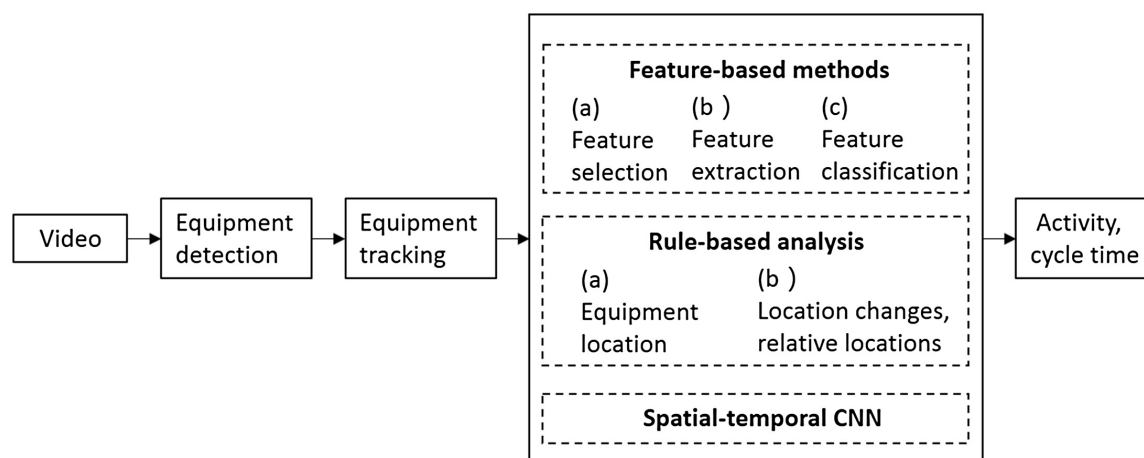 Video
Equipment
detection
Equipment
tracking
Feature-based methods
(a)
Feature
selection
(b )
Feature
extraction
(c)
Feature
classification
Rule-based analysis
(a)
Equipment
location
(b )
Location changes,
relative locations
Spatial-temporal CNN
Activity,
cycle time